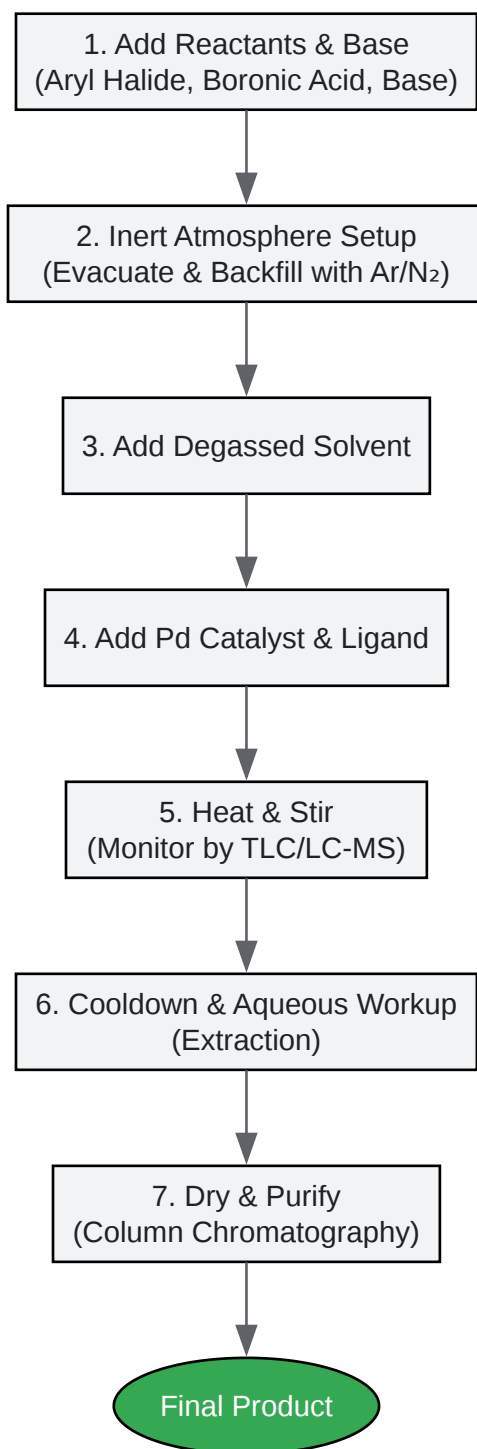 1. Add Reactants & Base
(Aryl Halide, Boronic Acid, Base)
2. Inert Atmosphere Setup
(Evacuate & Backfill with Ar/N₂)
3. Add Degassed Solvent
4. Add Pd Catalyst & Ligand
5. Heat & Stir
(Monitor by TLC/LC-MS)
6. Cooldown & Aqueous Workup
(Extraction)
7. Dry & Purify
(Column Chromatography)
Final Product